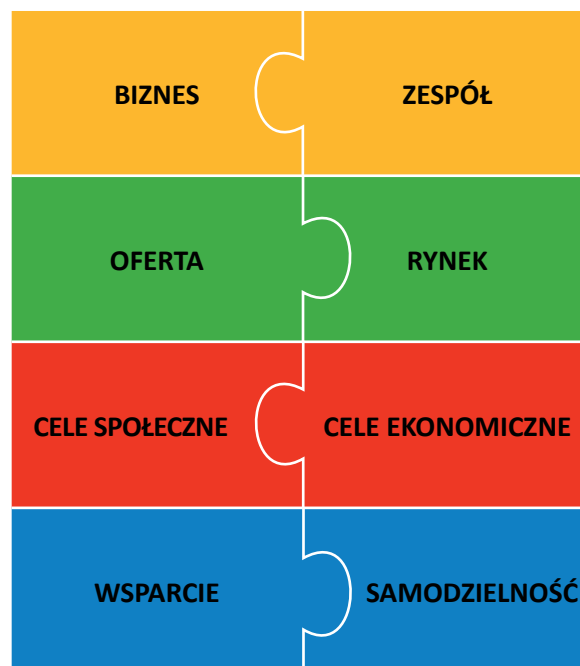 BIZNES
ZESPÓŁ
OFERTA
RYNEK
CELE SPOŁECZNE
CELE EKONOMICZNE
WSPARCIE
SAMODZIELNOŚĆ